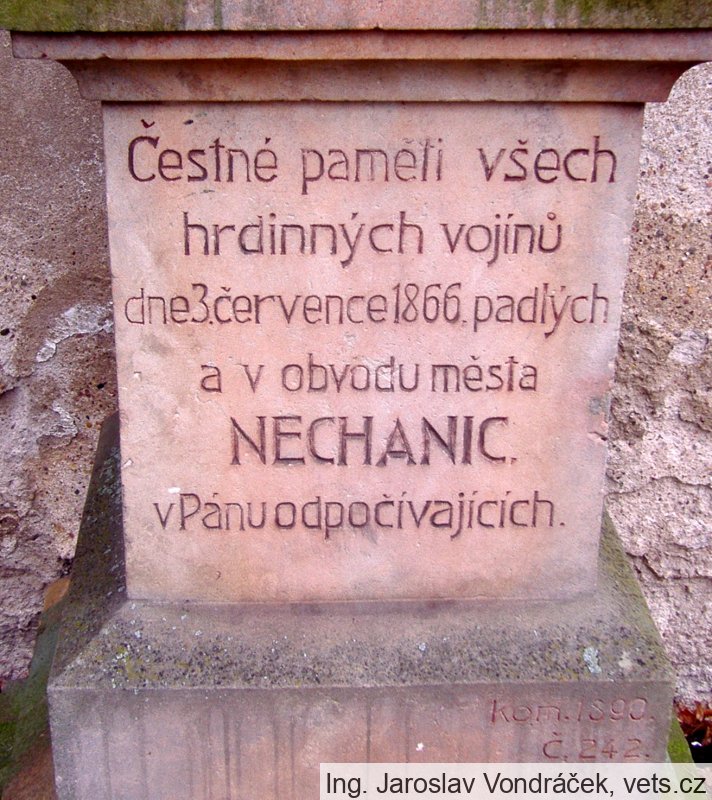 Čestné paměti všech
hrdinných vojínů
dne 3. července 1866. padlých
a v obvodu města
NECHANIC.
v Pánu odpočívajících.
kom. 1890.
Č. 242.
Ing. Jaroslav Vondráček, vets.cz